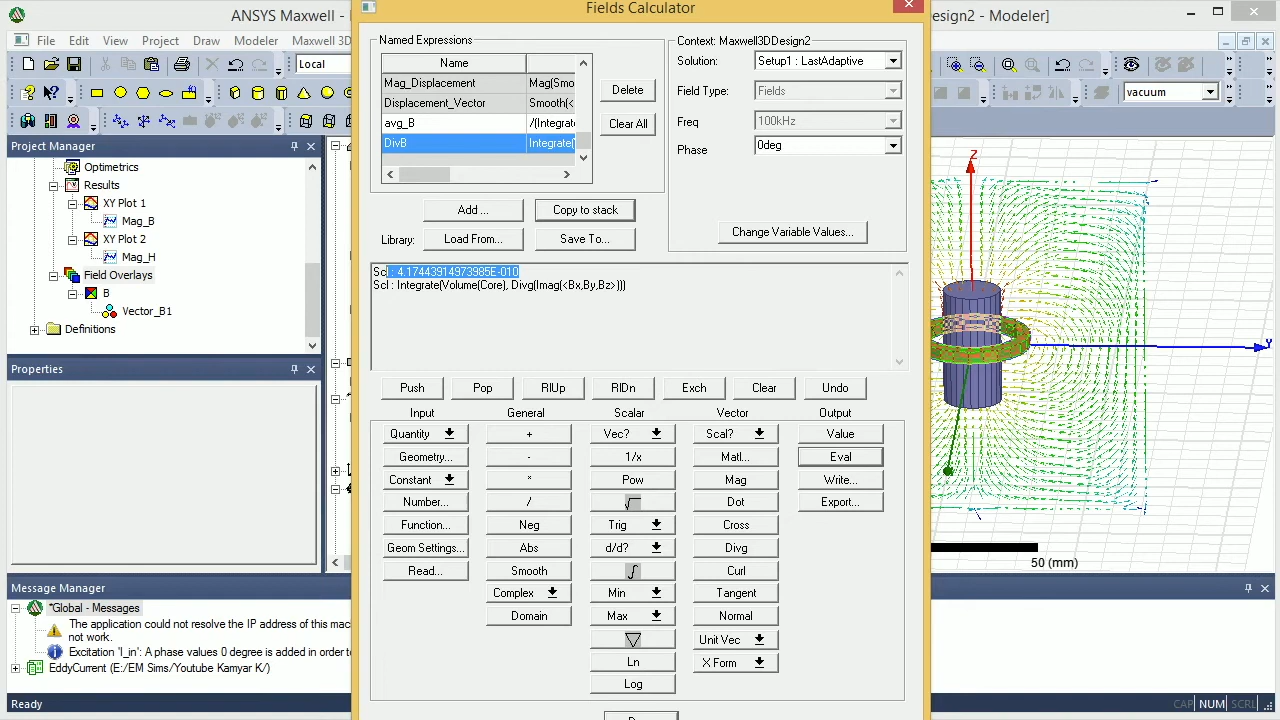 ANSYS Maxwell -
Fields Calculator
esign2 - Modeler]
File Edit View Project Draw Modeler Maxwell 3D
Local
vacuum
Project Manager
Optimetrics
Results
XY Plot 1
Mag_B
XY Plot 2
Mag_H
Field Overlays
B
Vector_B1
Definitions
Properties
Named Expressions
Name
Mag_Displacement Mag(Smo
Displacement_Vector Smooth(<
avg_B /(Integrate
DivB Integrate(
Delete
Clear All
Add ...
Copy to stack
Library:
Load From...
Save To...
Context: Maxwell3DDesign2
Solution: Setup1 : LastAdaptive
Field Type: Fields
Freq 100kHz
Phase 0deg
Change Variable Values...
Scl : 4.17443914973985E-010
Scl : Integrate(Volume(Core), Divg(Imag(<Bx,By,Bz>)))
Push Pop RlUp RlDn Exch Clear Undo
Input General Scalar Vector Output
Quantity + Vec? Scal? Value
Geometry... - 1/x Matl... Eval
Constant * Pow Mag Write...
Number... / √ Dot Export...
Function... Neg Trig Cross
Geom Settings... Abs d/d? Divg
Read... Smooth ∫ Curl
Complex Min Tangent
Domain Max Normal
▽ Unit Vec
Ln X Form
Log
Z
Y
50 (mm)
Message Manager
*Global - Messages
The application could not resolve the IP address of this mac
not work.
Excitation 'I_in': A phase values 0 degree is added in order to
EddyCurrent (E:/EM Sims/Youtube Kamyar K/)
Ready
CAP NUM SCRL